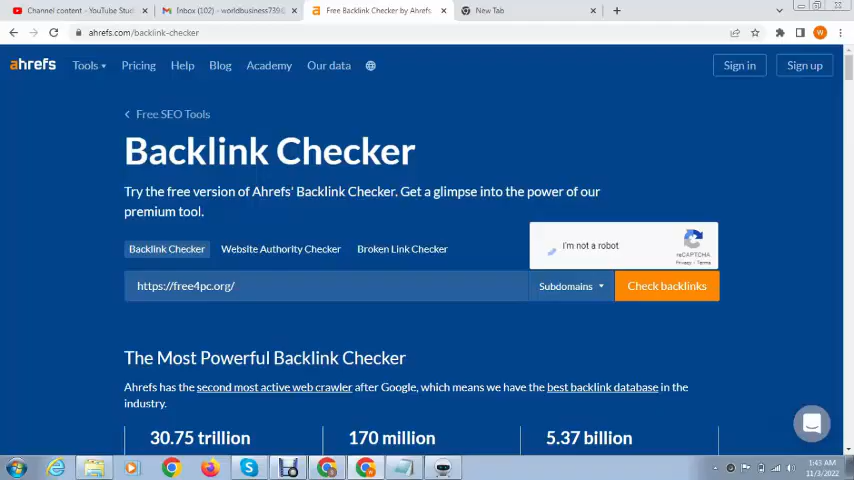 Channel content - YouTube Stud
Inbox (102) - worldbusiness739@
Free Backlink Checker by Ahrefs
New Tab
ahrefs.com/backlink-checker
W
ahrefs
Tools
Pricing
Help
Blog
Academy
Our data
Sign in
Sign up
Free SEO Tools
Backlink Checker
Try the free version of Ahrefs' Backlink Checker. Get a glimpse into the power of our
premium tool.
Backlink Checker
Website Authority Checker
Broken Link Checker
I'm not a robot
reCAPTCHA
Privacy - Terms
https://free4pc.org/
Subdomains
Check backlinks
The Most Powerful Backlink Checker
Ahrefs has the second most active web crawler after Google, which means we have the best backlink database in the
industry.
30.75 trillion
170 million
5.37 billion
1:43 AM
11/3/2022